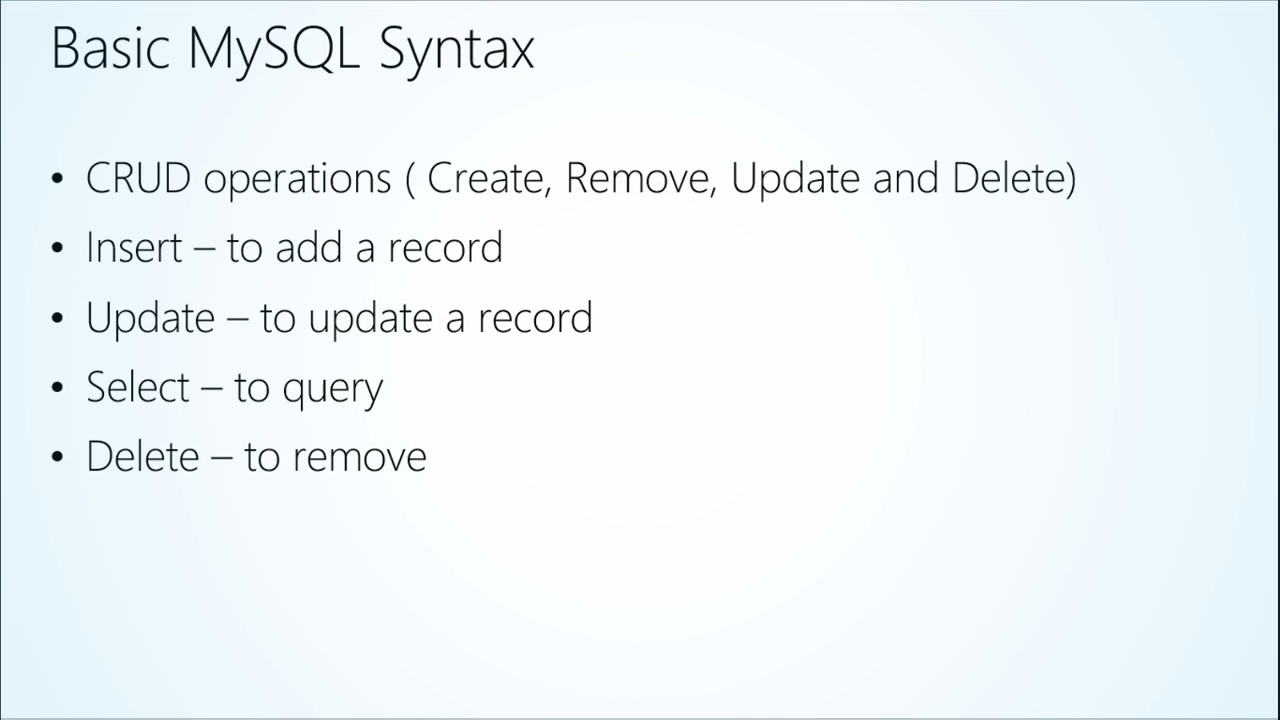 Basic MySQL Syntax
• CRUD operations ( Create, Remove, Update and Delete)
• Insert – to add a record
• Update – to update a record
• Select – to query
• Delete – to remove